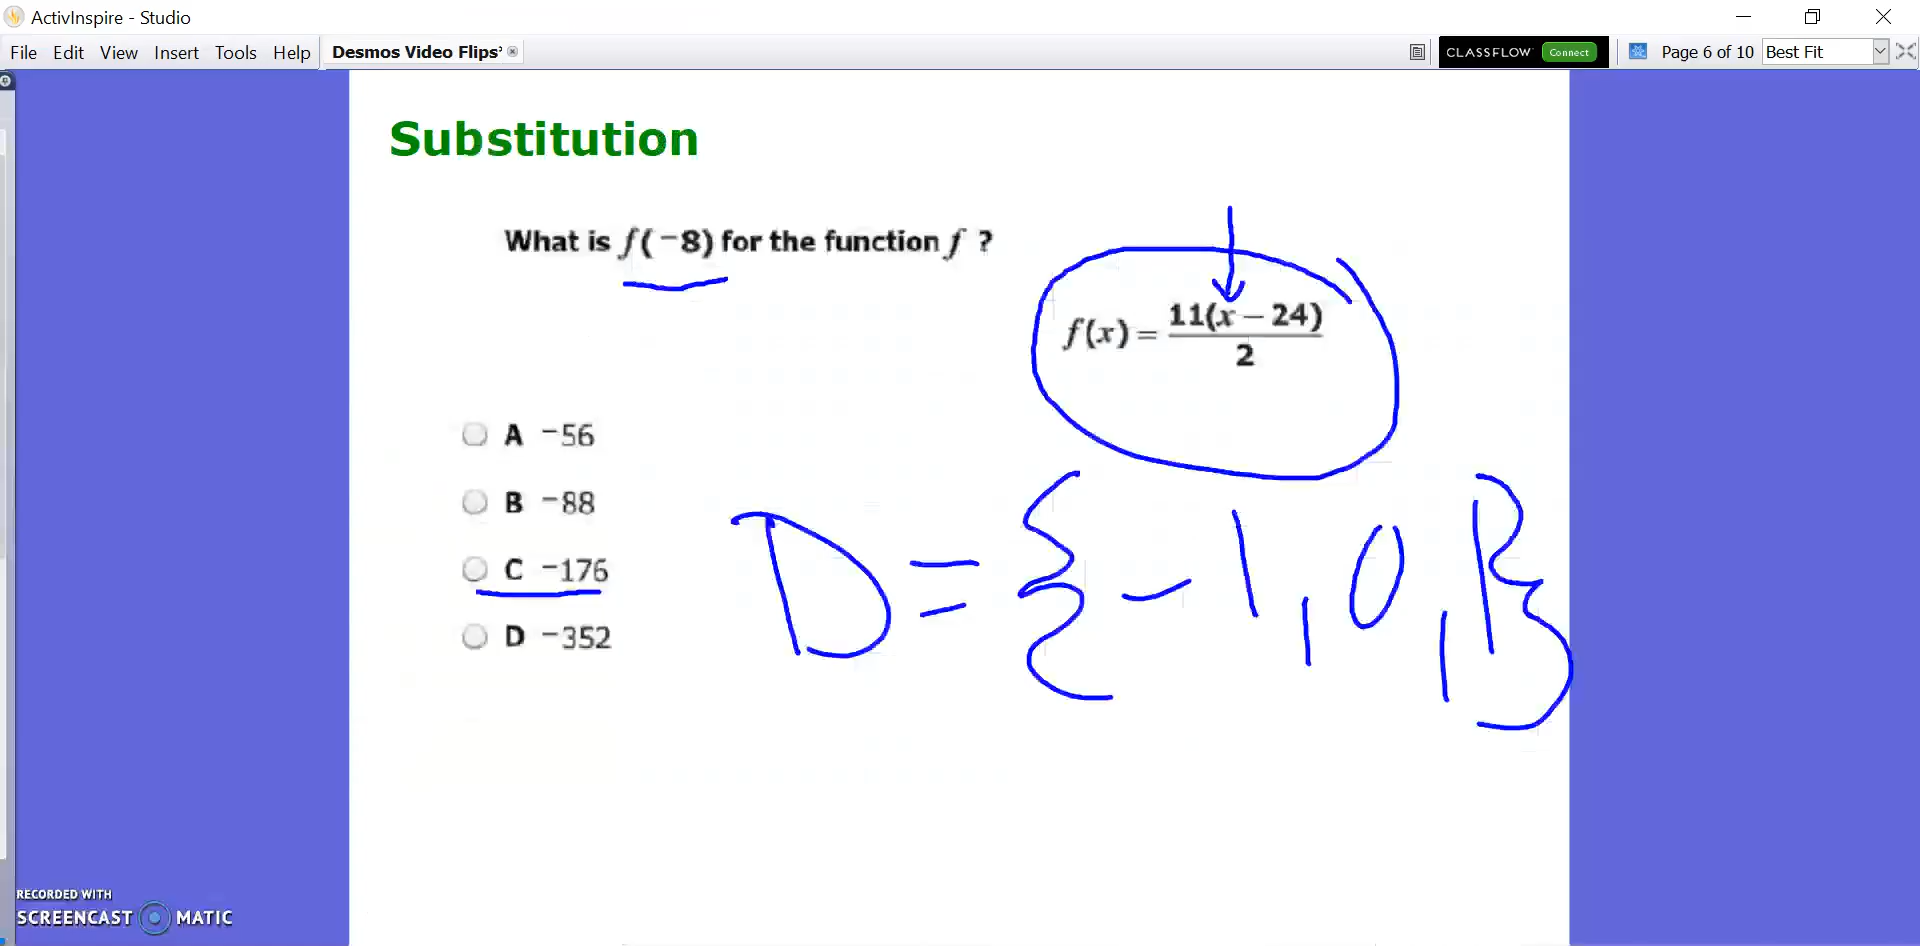 ActivInspire - Studio
File Edit View Insert Tools Help Desmos Video Flips' CLASSFLOW Connect Page 6 of 10 Best Fit
Substitution
What is f(⁻8) for the function f ?
f(x) = 11(x − 24) / 2
A ⁻56
B ⁻88
C ⁻176
D ⁻352
D = { -1, 0, 1 }
RECORDED WITH
SCREENCAST MATIC